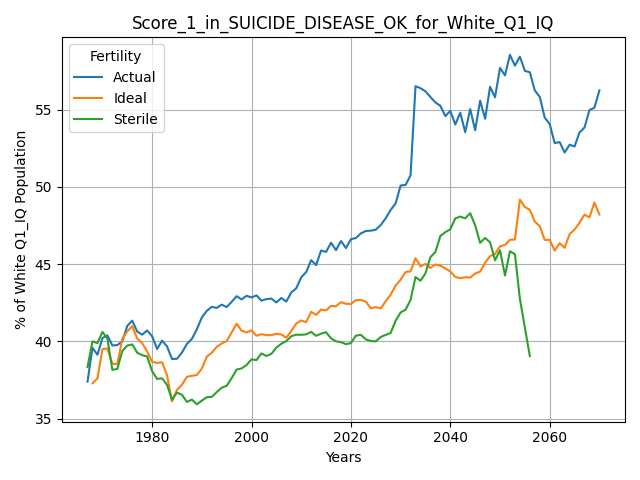 Score_1_in_SUICIDE_DISEASE_OK_for_White_Q1_IQ
Fertility
Actual
Ideal
Sterile
% of White Q1_IQ Population
55
50
45
40
35
1980
2000
2020
2040
2060
Years